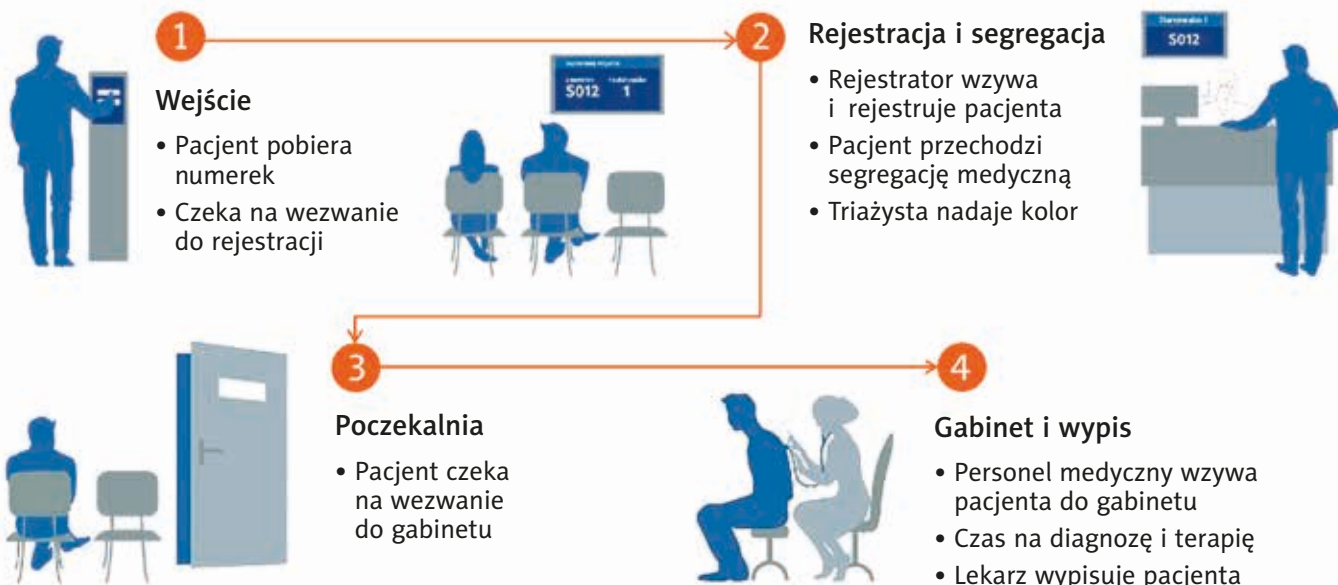 1
Wejście
• Pacjent pobiera
numerek
• Czeka na wezwanie
do rejestracji
S012 1
2
Rejestracja i segregacja
• Rejestrator wzywa
i rejestruje pacjenta
• Pacjent przechodzi
segregację medyczną
• Triażysta nadaje kolor
S012
3
Poczekalnia
• Pacjent czeka
na wezwanie
do gabinetu
4
Gabinet i wypis
• Personel medyczny wzywa
pacjenta do gabinetu
• Czas na diagnozę i terapię
• Lekarz wypisuje pacjenta